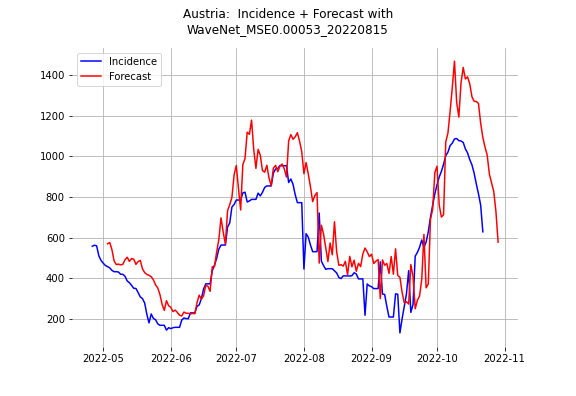 Austria:  Incidence + Forecast with
WaveNet_MSE0.00053_20220815
Incidence
Forecast
1400
1200
1000
800
600
400
200
2022-05 2022-06 2022-07 2022-08 2022-09 2022-10 2022-11